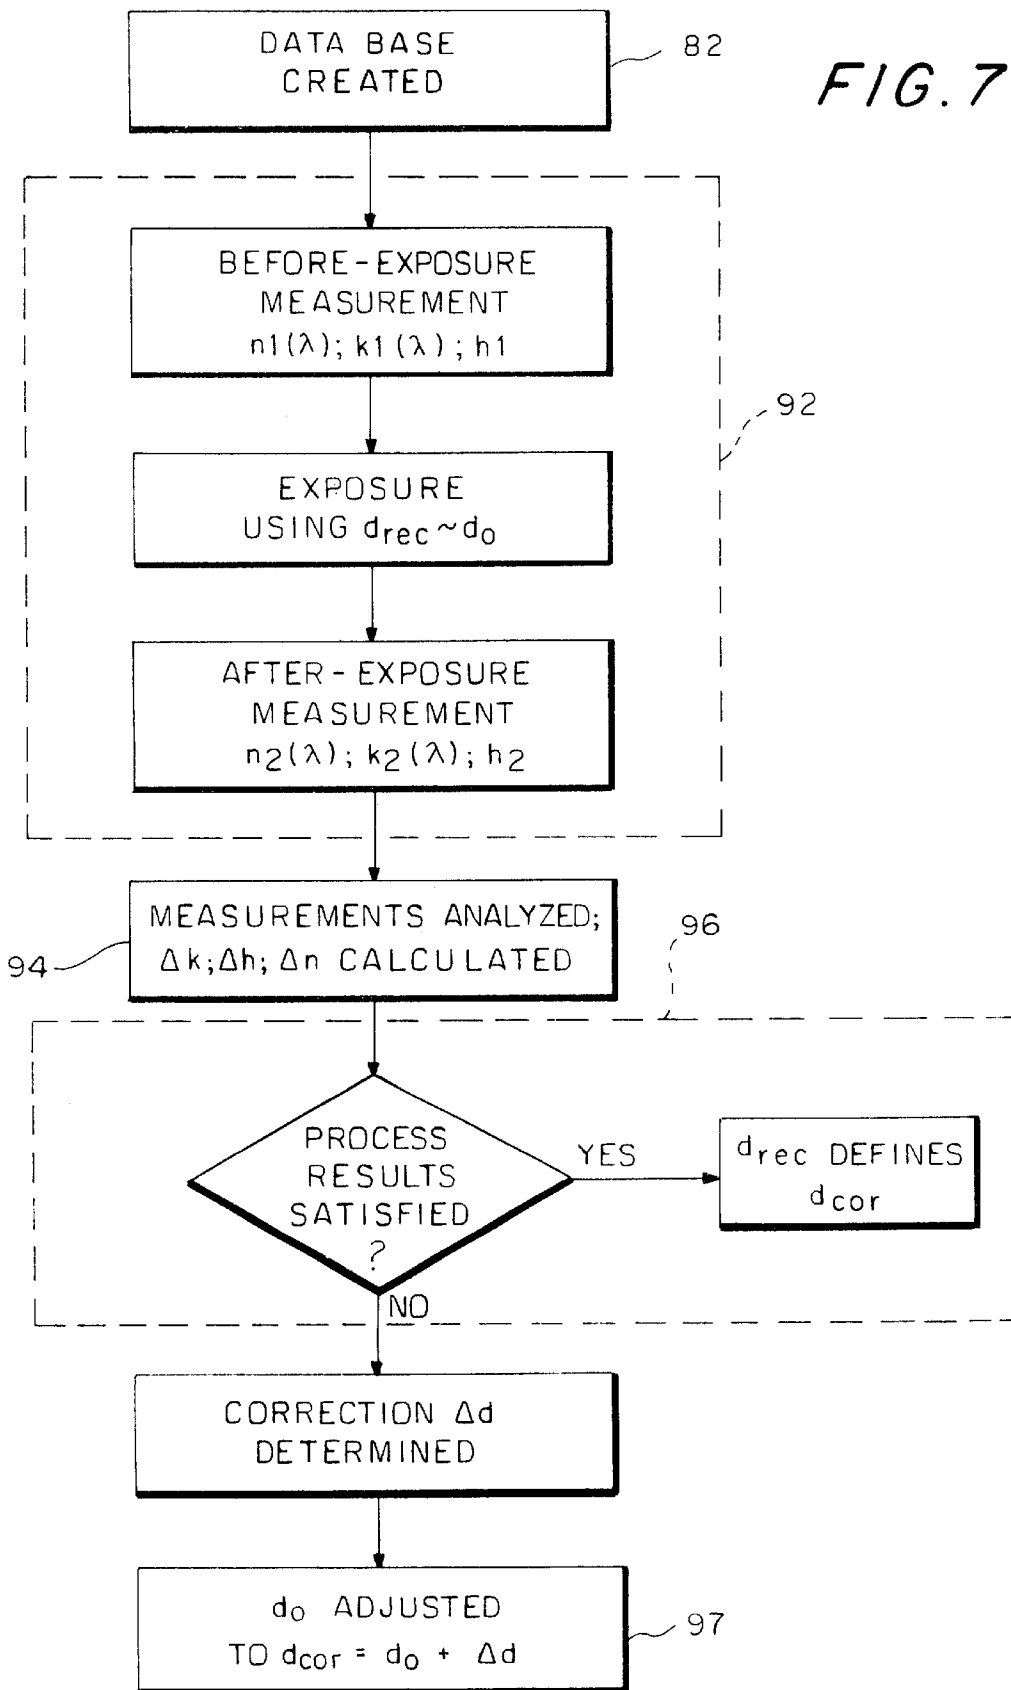 DATA BASE
CREATED
82
FIG. 7
BEFORE-EXPOSURE
MEASUREMENT
n1(λ); k1(λ); h1
92
EXPOSURE
USING drec~do
AFTER-EXPOSURE
MEASUREMENT
n2(λ); k2(λ); h2
MEASUREMENTS ANALYZED;
Δk; Δh; Δn CALCULATED
94
96
PROCESS
RESULTS
SATISFIED
?
YES
drec DEFINES
dcor
NO
CORRECTION Δd
DETERMINED
do ADJUSTED
TO dcor = do + Δd
97